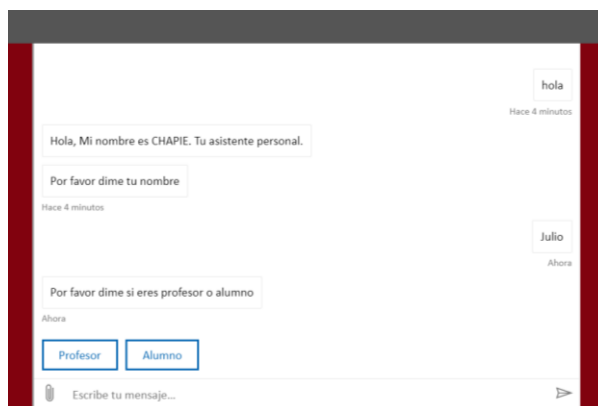 hola
Hace 4 minutos
Hola, Mi nombre es CHAPIE. Tu asistente personal.
Por favor dime tu nombre
Hace 4 minutos
Julio
Ahora
Por favor dime si eres profesor o alumno
Ahora
Profesor
Alumno
Escribe tu mensaje...